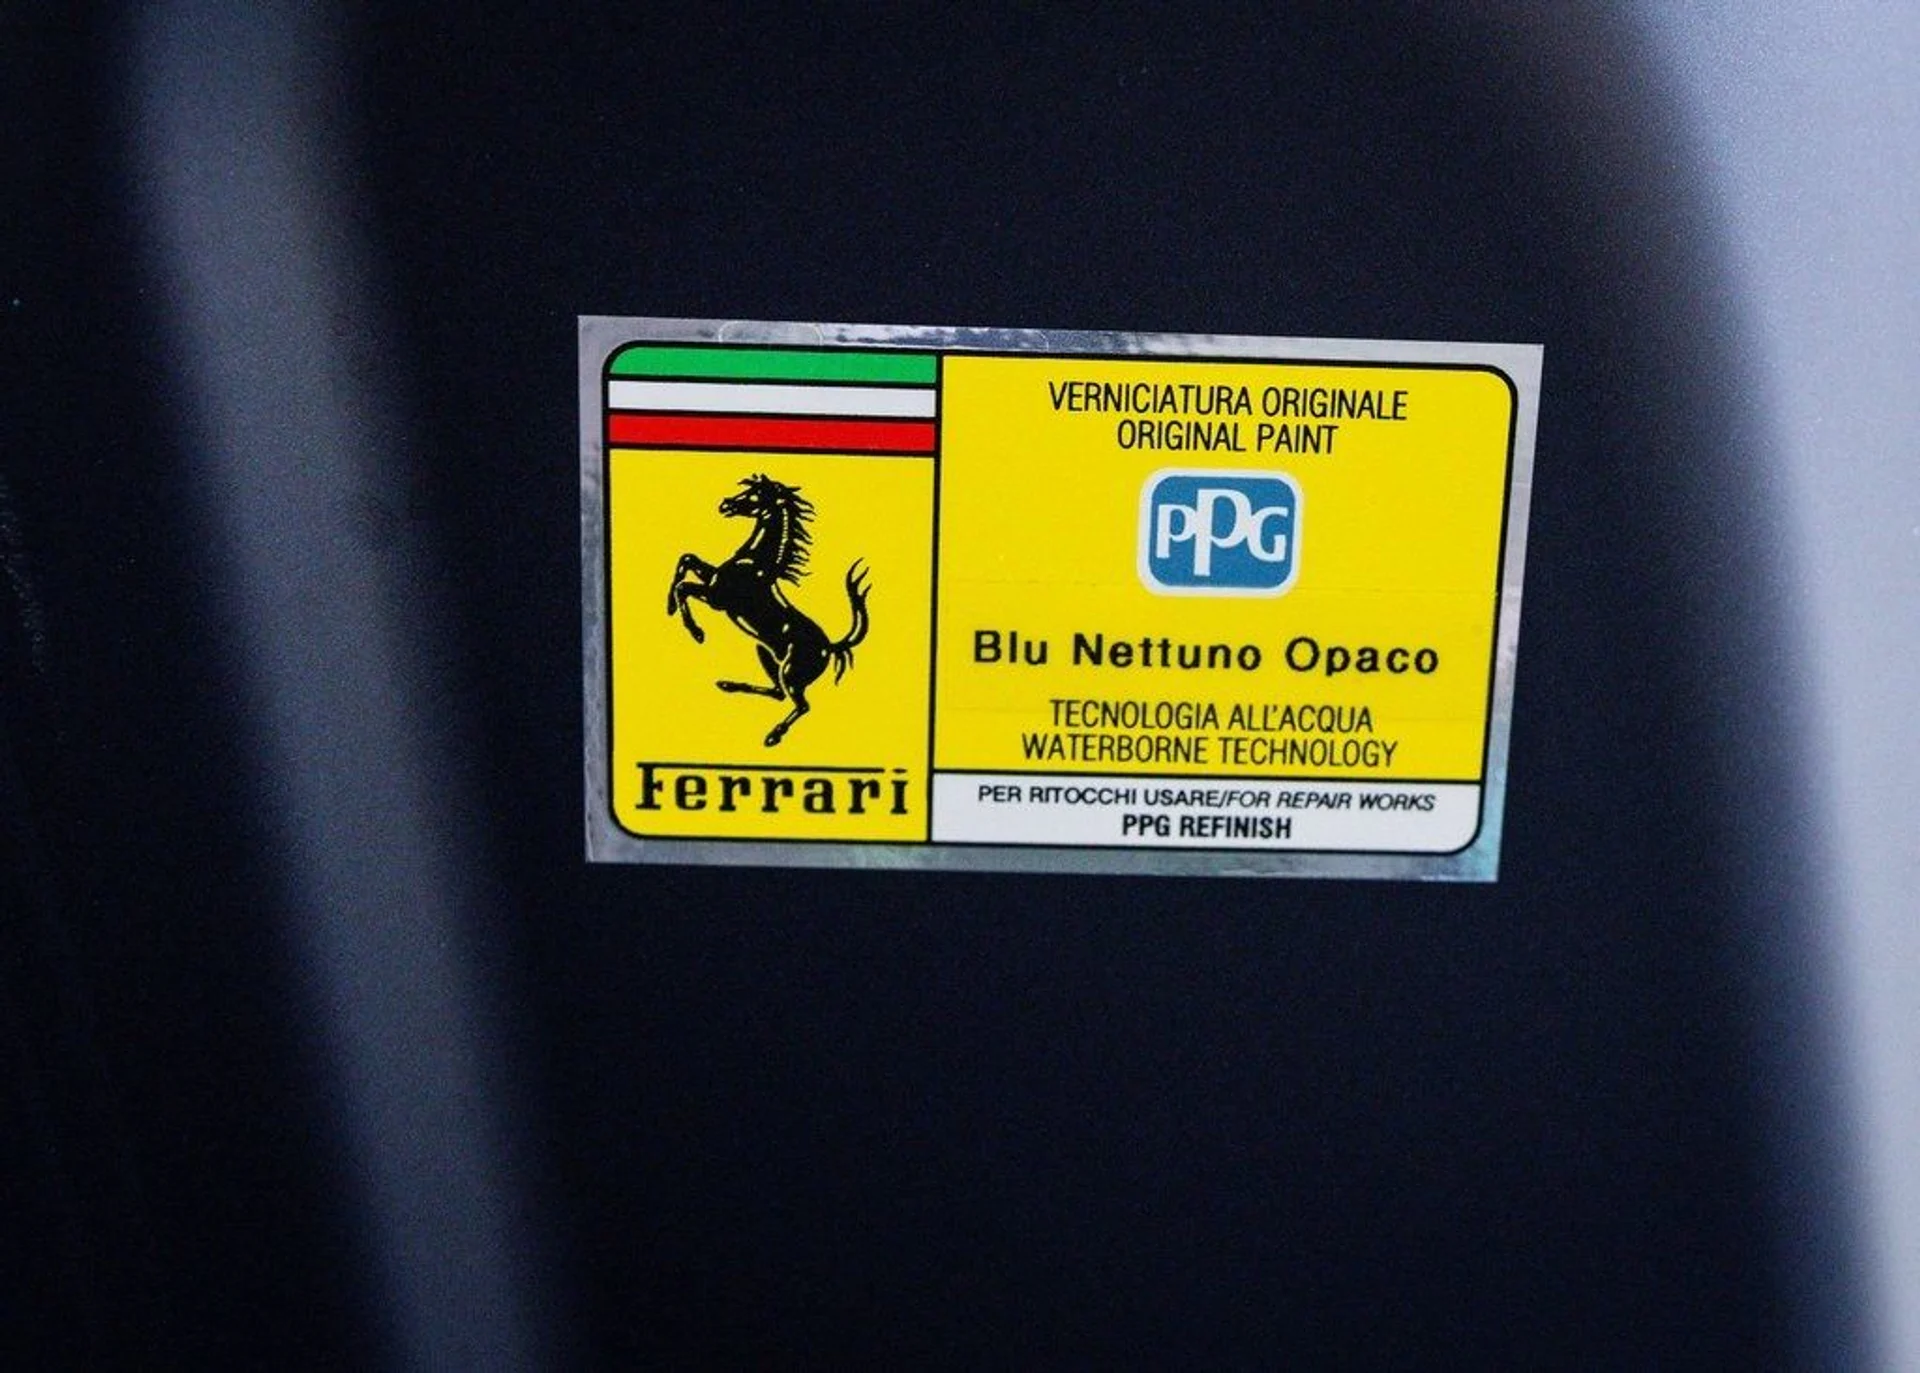 Ferrari
VERNICIATURA ORIGINALE
ORIGINAL PAINT
PPG
Blu Nettuno Opaco
TECNOLOGIA ALL'ACQUA
WATERBORNE TECHNOLOGY
PER RITOCCHI USARE/FOR REPAIR WORKS
PPG REFINISH